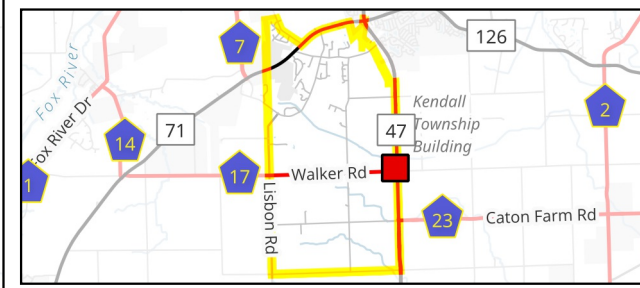 7
126
Fox River
Fox River Dr
2
71
14
47
Kendall
Township
Building
1
17
Walker Rd
Lisbon Rd
23
Caton Farm Rd